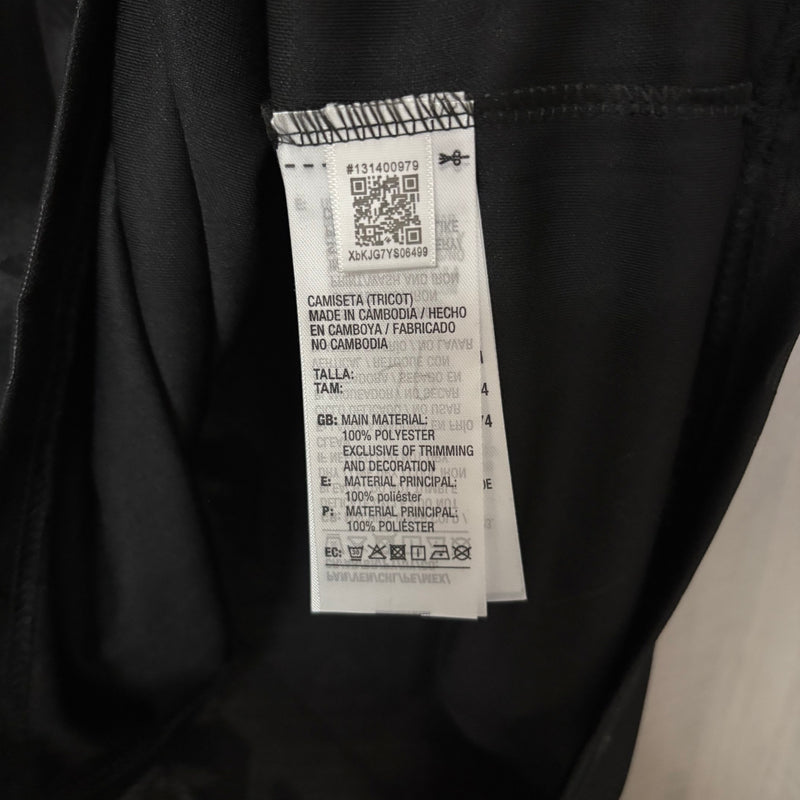 #131400979
XbKJG7YS06499
CAMISETA (TRICOT)
MADE IN CAMBODIA / HECHO
EN CAMBOYA / FABRICADO
NO CAMBODIA
TALLA:
TAM:
GB: MAIN MATERIAL:
100% POLYESTER
EXCLUSIVE OF TRIMMING
AND DECORATION
E: MATERIAL PRINCIPAL:
100% poliéster
P: MATERIAL PRINCIPAL:
100% POLIÉSTER
EC: